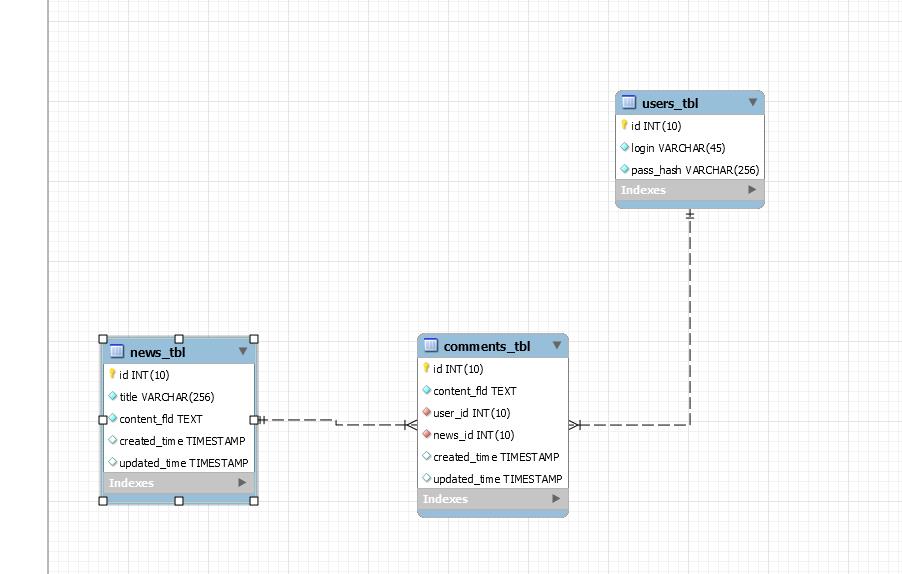 users_tbl
id INT(10)
login VARCHAR(45)
pass_hash VARCHAR(256)
Indexes
news_tbl
id INT(10)
title VARCHAR(256)
content_fld TEXT
created_time TIMESTAMP
updated_time TIMESTAMP
Indexes
comments_tbl
id INT(10)
content_fld TEXT
user_id INT(10)
news_id INT(10)
created_time TIMESTAMP
updated_time TIMESTAMP
Indexes